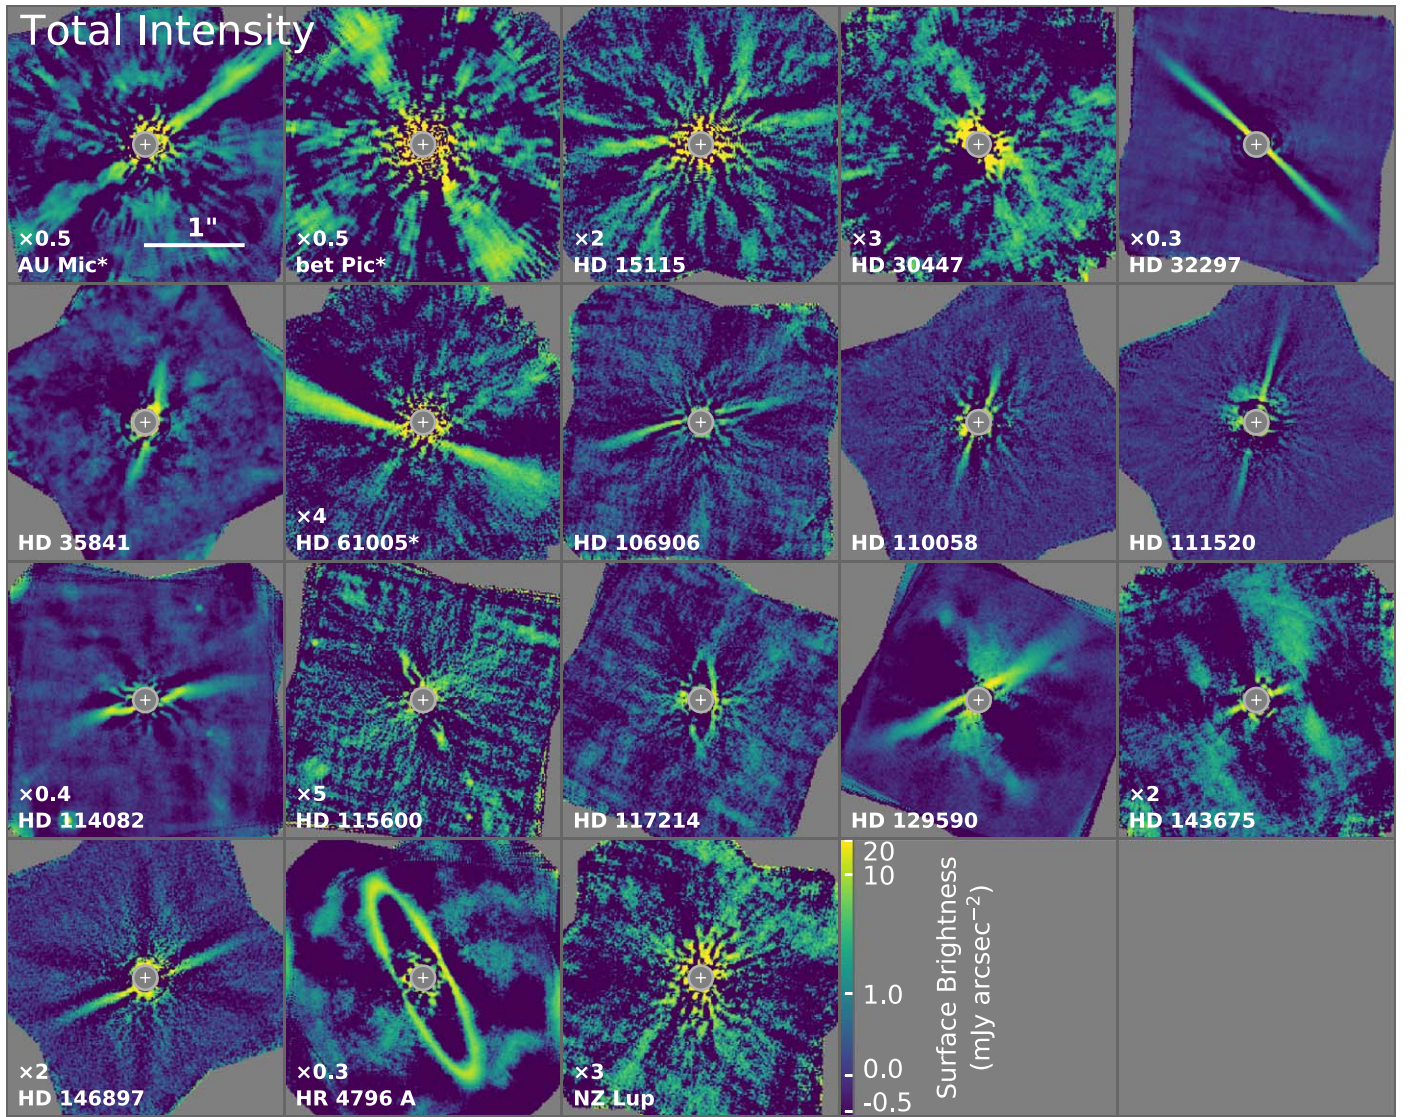 Total Intensity
1"
×0.5
AU Mic*
×0.5
bet Pic*
×2
HD 15115
×3
HD 30447
×0.3
HD 32297
HD 35841
×4
HD 61005*
HD 106906
HD 110058
HD 111520
×0.4
HD 114082
×5
HD 115600
HD 117214
HD 129590
×2
HD 143675
×2
HD 146897
×0.3
HR 4796 A
×3
NZ Lup
20
10
1.0
0.0
-0.5
Surface Brightness
(mJy arcsec⁻²)